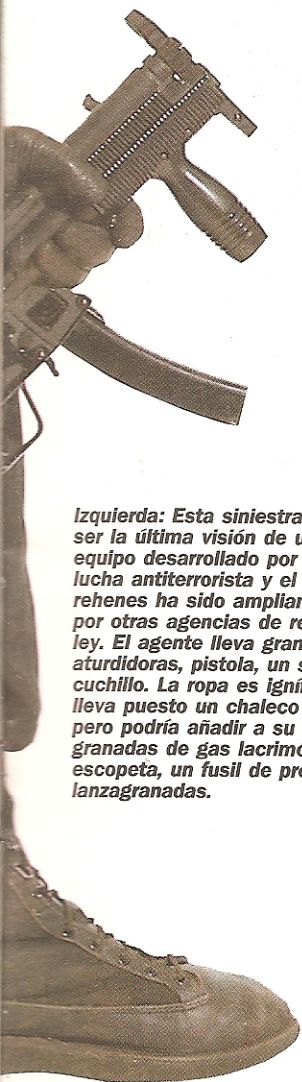 Izquierda: Esta siniestra
ser la última visión de u
equipo desarrollado por
lucha antiterrorista y el
rehenes ha sido amplian
por otras agencias de re
ley. El agente lleva gran
aturdidoras, pistola, un s
cuchillo. La ropa es igní
lleva puesto un chaleco
pero podría añadir a su
granadas de gas lacrimo
escopeta, un fusil de pre
lanzagranadas.